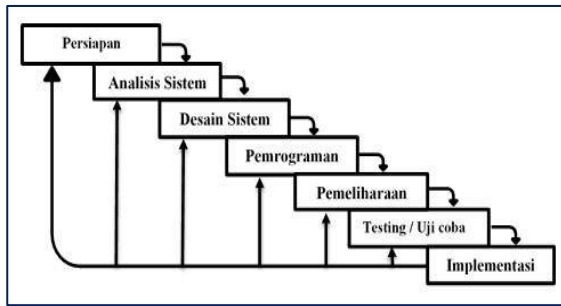 Persiapan
Analisis Sistem
Desain Sistem
Pemrograman
Pemeliharaan
Testing / Uji coba
Implementasi